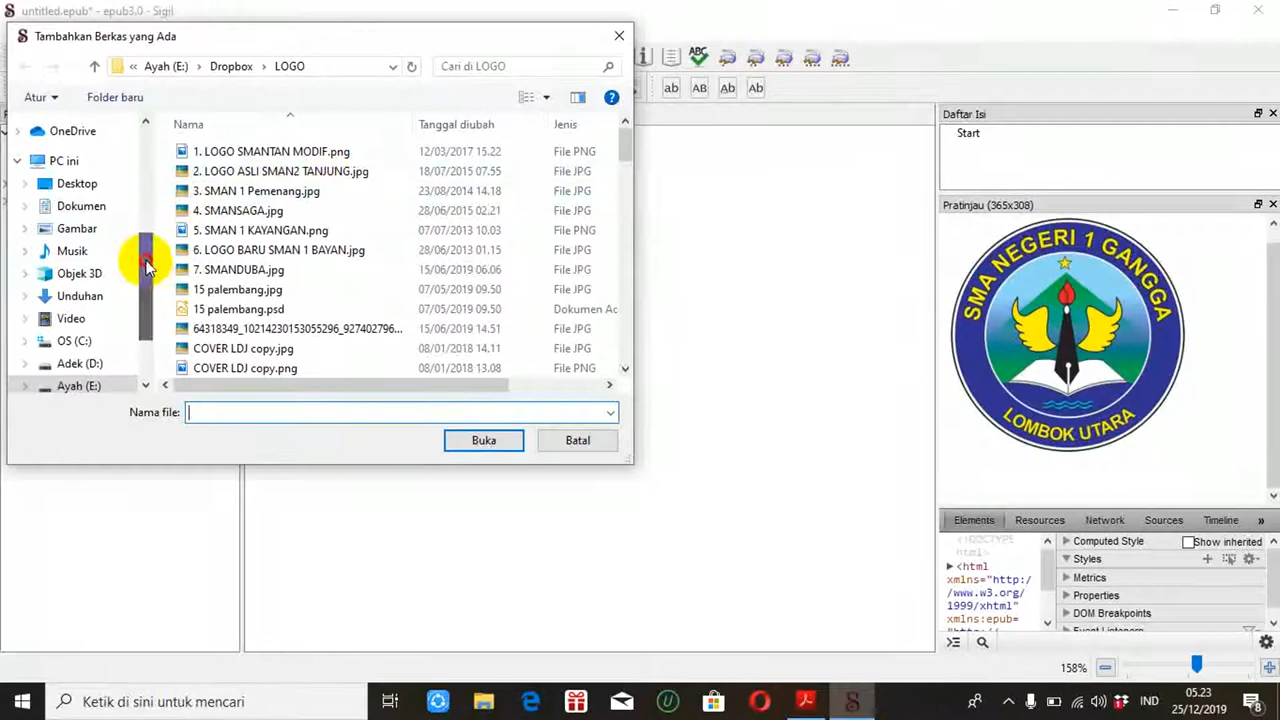 untitled.epub* - epub3.0 - Sigil
Tambahkan Berkas yang Ada
« Ayah (E:) › Dropbox › LOGO
Cari di LOGO
Atur
Folder baru
Nama
Tanggal diubah
Jenis
OneDrive
PC ini
Desktop
Dokumen
Gambar
Musik
Objek 3D
Unduhan
Video
OS (C:)
Adek (D:)
Ayah (E:)
1. LOGO SMANTAN MODIF.png 12/03/2017 15.22 File PNG
2. LOGO ASLI SMAN2 TANJUNG.jpg 18/07/2015 07.55 File JPG
3. SMAN 1 Pemenang.jpg 23/08/2014 14.18 File JPG
4. SMANSAGA.jpg 28/06/2015 02.21 File JPG
5. SMAN 1 KAYANGAN.png 07/07/2013 10.03 File PNG
6. LOGO BARU SMAN 1 BAYAN.jpg 28/06/2013 01.15 File JPG
7. SMANDUBA.jpg 15/06/2019 06.06 File JPG
15 palembang.jpg 07/05/2019 09.50 File JPG
15 palembang.psd 07/05/2019 09.50 Dokumen Ac
64318349_10214230153055296_927402796... 15/06/2019 14.51 File JPG
COVER LDJ copy.jpg 08/01/2018 14.11 File JPG
COVER LDJ copy.png 08/01/2018 13.08 File PNG
Nama file:
Buka
Batal
ABC
ab AB Ab Ab
Daftar Isi
Start
Pratinjau (365x308)
SMA NEGERI 1 GANGGA
LOMBOK UTARA
Elements Resources Network Sources Timeline »
html>
<html
xmlns="http:/
/www.w3.org/
1999/xhtml"
xmlns:epub=
Computed Style
Show inherited
Styles
Metrics
Properties
DOM Breakpoints
158%
Ketik di sini untuk mencari
IND
05.23
25/12/2019